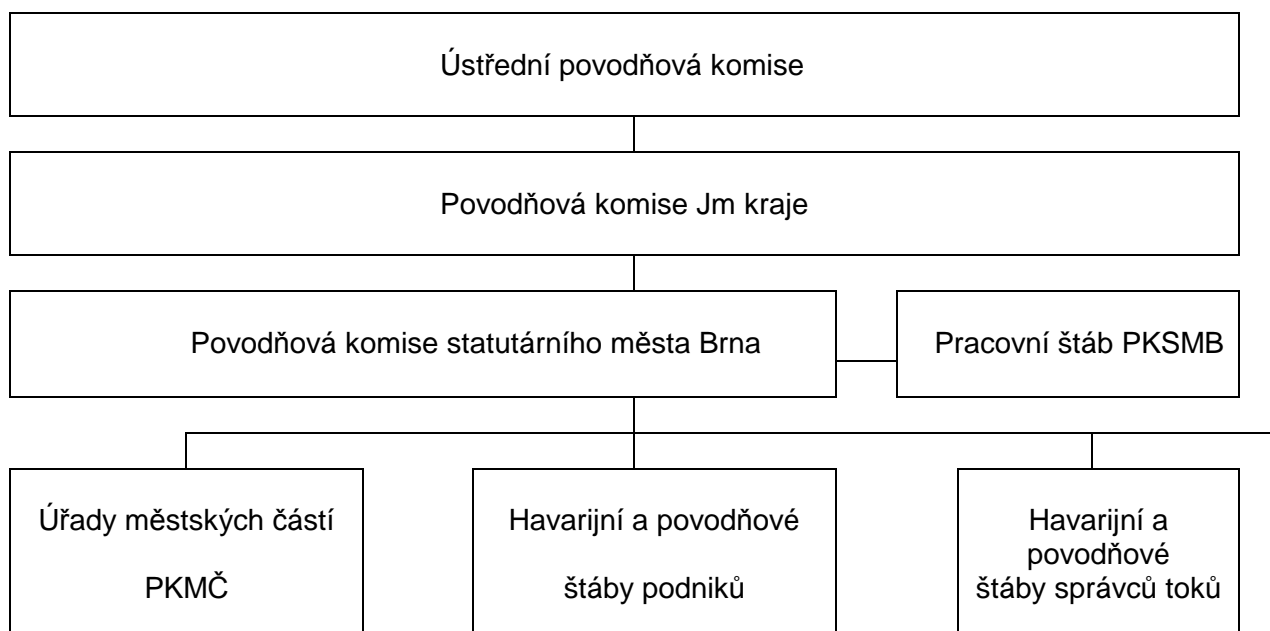 Ústřední povodňová komise
Povodňová komise Jm kraje
Povodňová komise statutárního města Brna
Pracovní štáb PKSMB
Úřady městských částí
PKMČ
Havarijní a povodňové
štáby podniků
Havarijní a
povodňové
štáby správců toků